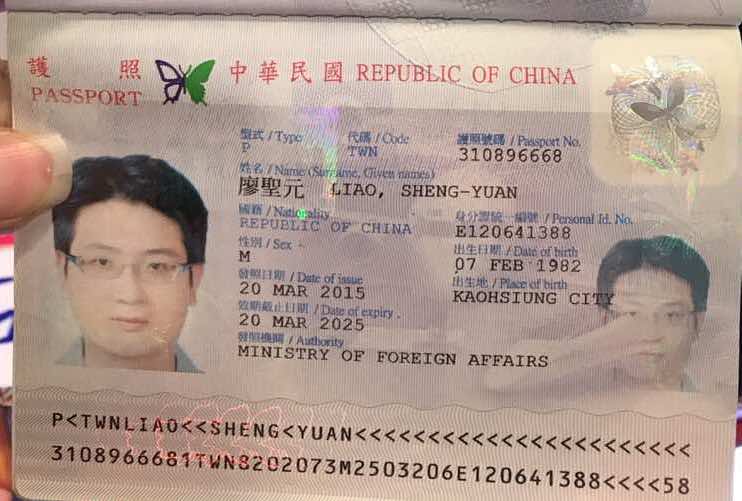 護 照 中華民國 REPUBLIC OF CHINA
PASSPORT
型式 / Type 代碼 / Code 護照號碼 / Passport No.
P TWN 310896668
姓名 / Name (Surname, Given names)
廖聖元 LIAO, SHENG-YUAN
國籍 / Nationality 身分證統一編號 / Personal Id. No.
REPUBLIC OF CHINA E120641388
性別 / Sex 出生日期 / Date of birth
M 07 FEB 1982
發照日期 / Date of issue 出生地 / Place of birth
20 MAR 2015 KAOHSIUNG CITY
效期截止日期 / Date of expiry
20 MAR 2025
發照機關 / Authority
MINISTRY OF FOREIGN AFFAIRS
P<TWNLIAO<<SHENG<YUAN<<<<<<<<<<<<<<<<<<<<<<<
3108966681TWN8202073M2503206E120641388<<<<58